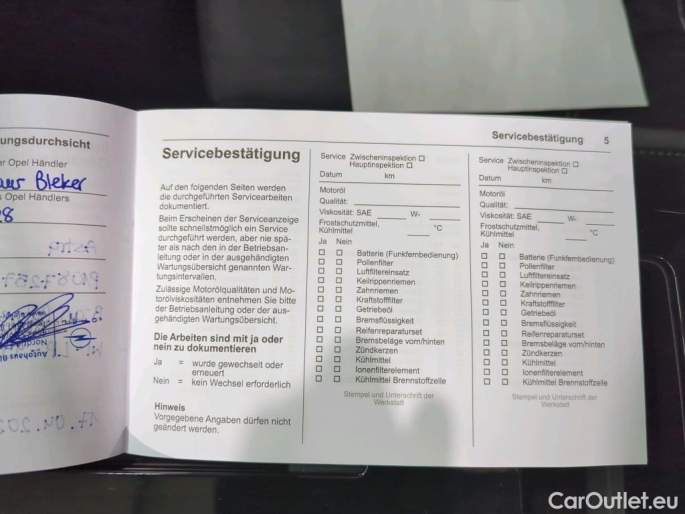 ungsdurchsicht
er Opel Händler
Bleker
s Opel Händlers
28
Servicebestätigung 5
Servicebestätigung
Auf den folgenden Seiten werden
die durchgeführten Servicearbeiten
dokumentiert.
Beim Erscheinen der Serviceanzeige
sollte schnellstmöglich ein Service
durchgeführt werden, aber nie spä-
ter als nach den in der Betriebsan-
leitung oder in der ausgehändigten
Wartungsübersicht genannten War-
tungsintervallen.
Zulässige Motorölqualitäten und Mo-
torölviskositäten entnehmen Sie bitte
der Betriebsanleitung oder der aus-
gehändigten Wartungsübersicht.
Die Arbeiten sind mit ja oder
nein zu dokumentieren
Ja = wurde gewechselt oder
erneuert
Nein = kein Wechsel erforderlich
Hinweis
Vorgegebene Angaben dürfen nicht
geändert werden.
Service Zwischeninspektion ☐
Hauptinspektion ☐
Datum km
Motoröl
Qualität:
Viskosität: SAE W-
Frostschutzmittel,
Kühlmittel °C
Ja Nein
☐ ☐ Batterie (Funkfernbedienung)
☐ ☐ Pollenfilter
☐ ☐ Luftfiltereinsatz
☐ ☐ Keilrippenriemen
☐ ☐ Zahnriemen
☐ ☐ Kraftstofffilter
☐ ☐ Getriebeöl
☐ ☐ Bremsflüssigkeit
☐ ☐ Reifenreparaturset
☐ ☐ Bremsbeläge vorn/hinten
☐ ☐ Zündkerzen
☐ ☐ Kühlmittel
☐ ☐ Ionenfilterelement
☐ ☐ Kühlmittel Brennstoffzelle
Stempel und Unterschrift der
Werkstatt
Service Zwischeninspektion ☐
Hauptinspektion ☐
Datum km
Motoröl
Qualität:
Viskosität: SAE W-
Frostschutzmittel,
Kühlmittel °C
Ja Nein
☐ ☐ Batterie (Funkfernbedienung)
☐ ☐ Pollenfilter
☐ ☐ Luftfiltereinsatz
☐ ☐ Keilrippenriemen
☐ ☐ Zahnriemen
☐ ☐ Kraftstofffilter
☐ ☐ Getriebeöl
☐ ☐ Bremsflüssigkeit
☐ ☐ Reifenreparaturset
☐ ☐ Bremsbeläge vorn/hinten
☐ ☐ Zündkerzen
☐ ☐ Kühlmittel
☐ ☐ Ionenfilterelement
☐ ☐ Kühlmittel Brennstoffzelle
Stempel und Unterschrift der
Werkstatt
CarOutlet.eu